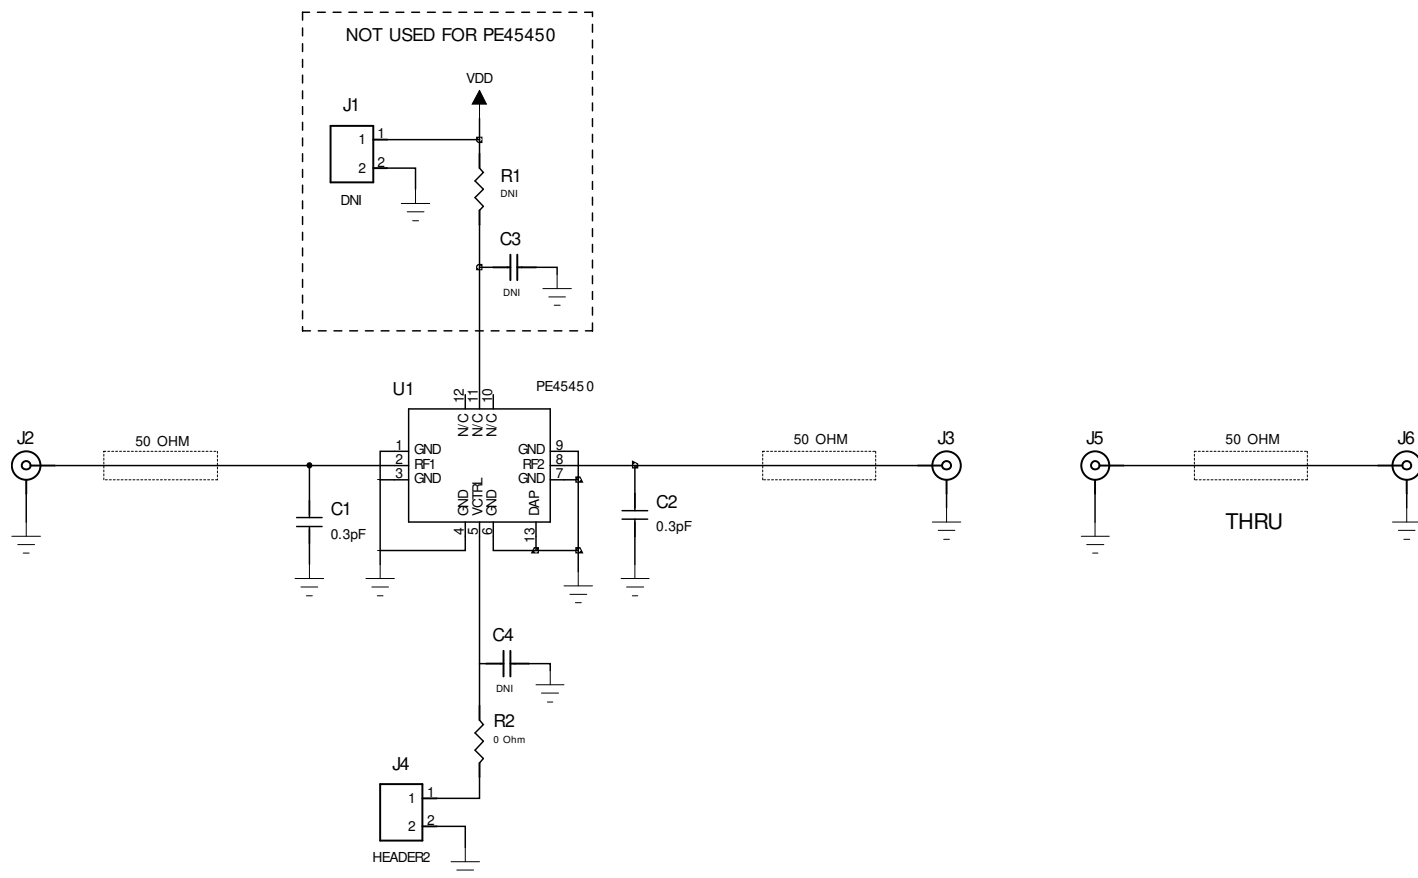 NOT USED FOR PE45450
VDD
J1
1 1
2 2
DNI
R1
DNI
C3
DNI
U1
PE45450
12 11 10
N/C N/C N/C
J2
50 OHM
1 GND
2 RF1
3 GND
GND 9
RF2 8
GND 7
GND VCTRL GND DAP
4 5 6 13
C1
0.3pF
C2
0.3pF
50 OHM
J3
J5
50 OHM
J6
THRU
C4
DNI
R2
0 Ohm
J4
1 1
2 2
HEADER2